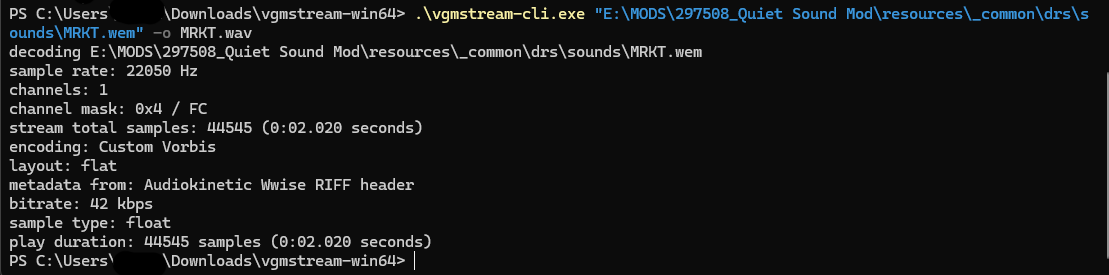 PS C:\Users\ \Downloads\vgmstream-win64> .\vgmstream-cli.exe "E:\MODS\297508_Quiet Sound Mod\resources\_common\drs\s
ounds\MRKT.wem" -o MRKT.wav
decoding E:\MODS\297508_Quiet Sound Mod\resources\_common\drs\sounds\MRKT.wem
sample rate: 22050 Hz
channels: 1
channel mask: 0x4 / FC
stream total samples: 44545 (0:02.020 seconds)
encoding: Custom Vorbis
layout: flat
metadata from: Audiokinetic Wwise RIFF header
bitrate: 42 kbps
sample type: float
play duration: 44545 samples (0:02.020 seconds)
PS C:\Users\ \Downloads\vgmstream-win64>